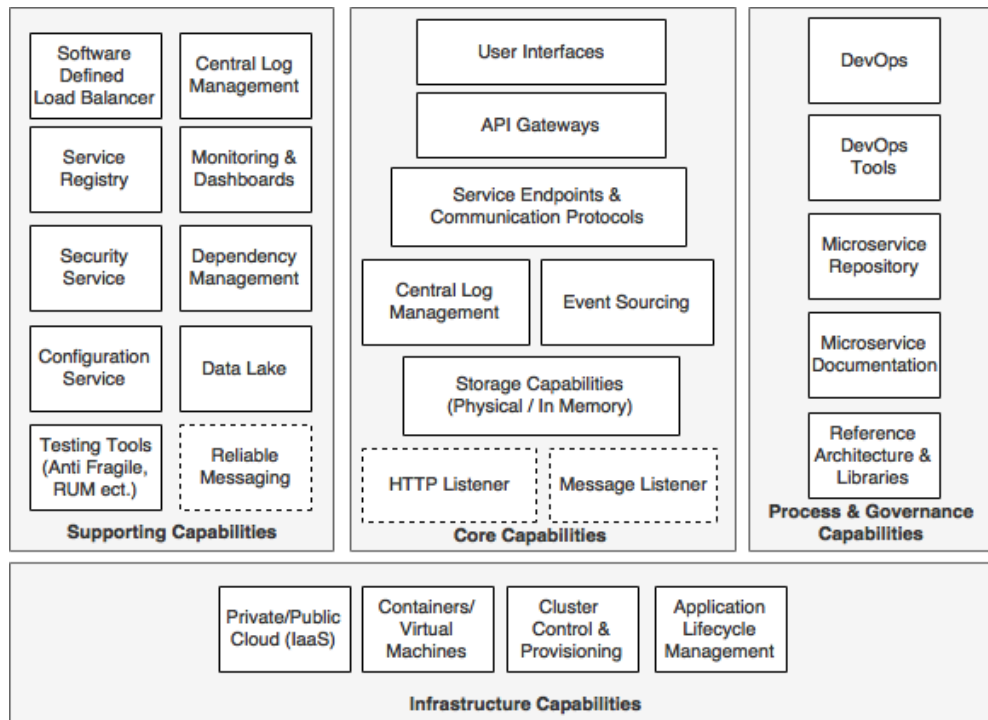 Software
Defined
Load Balancer
Central Log
Management
Service
Registry
Monitoring &
Dashboards
Security
Service
Dependency
Management
Configuration
Service
Data Lake
Testing Tools
(Anti Fragile,
RUM ect.)
Reliable
Messaging
Supporting Capabilities
User Interfaces
API Gateways
Service Endpoints &
Communication Protocols
Central Log
Management
Event Sourcing
Storage Capabilities
(Physical / In Memory)
HTTP Listener
Message Listener
Core Capabilities
DevOps
DevOps
Tools
Microservice
Repository
Microservice
Documentation
Reference
Architecture &
Libraries
Process & Governance
Capabilities
Private/Public
Cloud (IaaS)
Containers/
Virtual
Machines
Cluster
Control &
Provisioning
Application
Lifecycle
Management
Infrastructure Capabilities